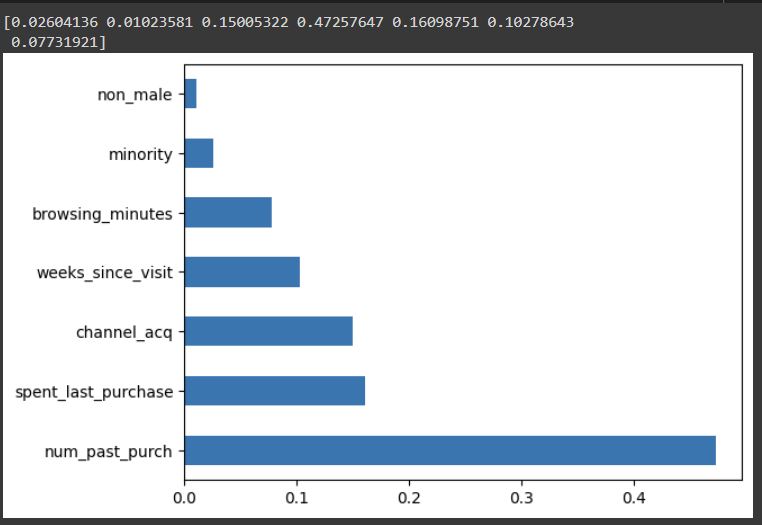 [0.02604136 0.01023581 0.15005322 0.47257647 0.16098751 0.10278643
0.07731921]
non_male
minority
browsing_minutes
weeks_since_visit
channel_acq
spent_last_purchase
num_past_purch
0.0 0.1 0.2 0.3 0.4